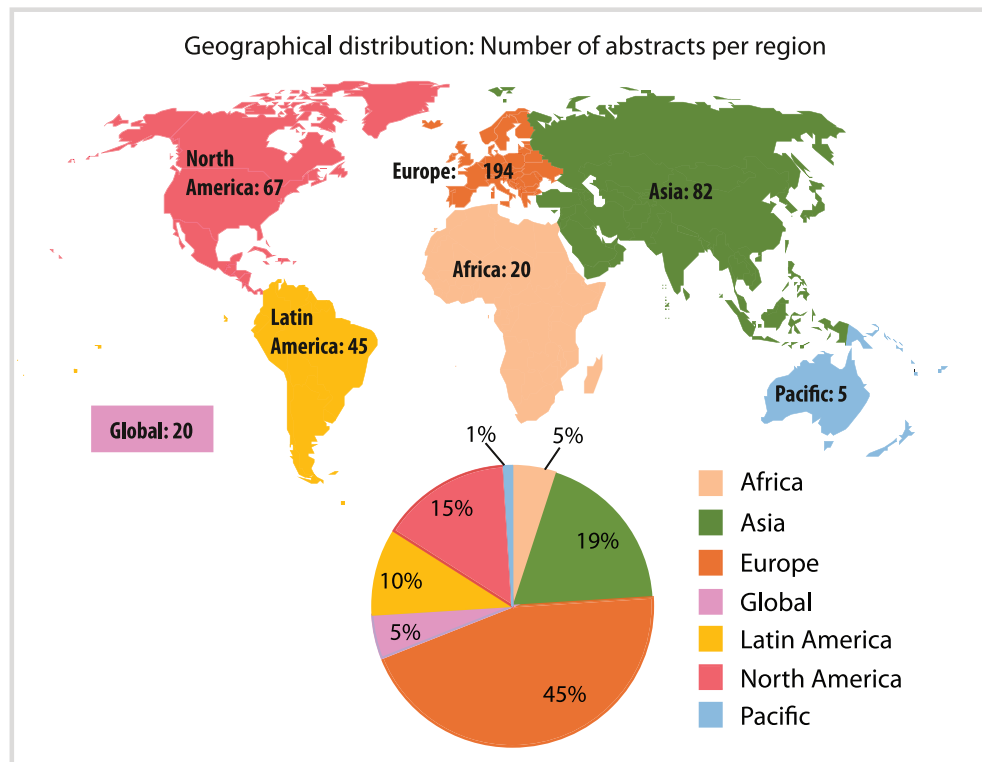 Geographical distribution: Number of abstracts per region
North
America: 67
Europe: 194
Asia: 82
Africa: 20
Latin
America: 45
Pacific: 5
Global: 20
1%
5%
15%
19%
10%
5%
45%
Africa
Asia
Europe
Global
Latin America
North America
Pacific